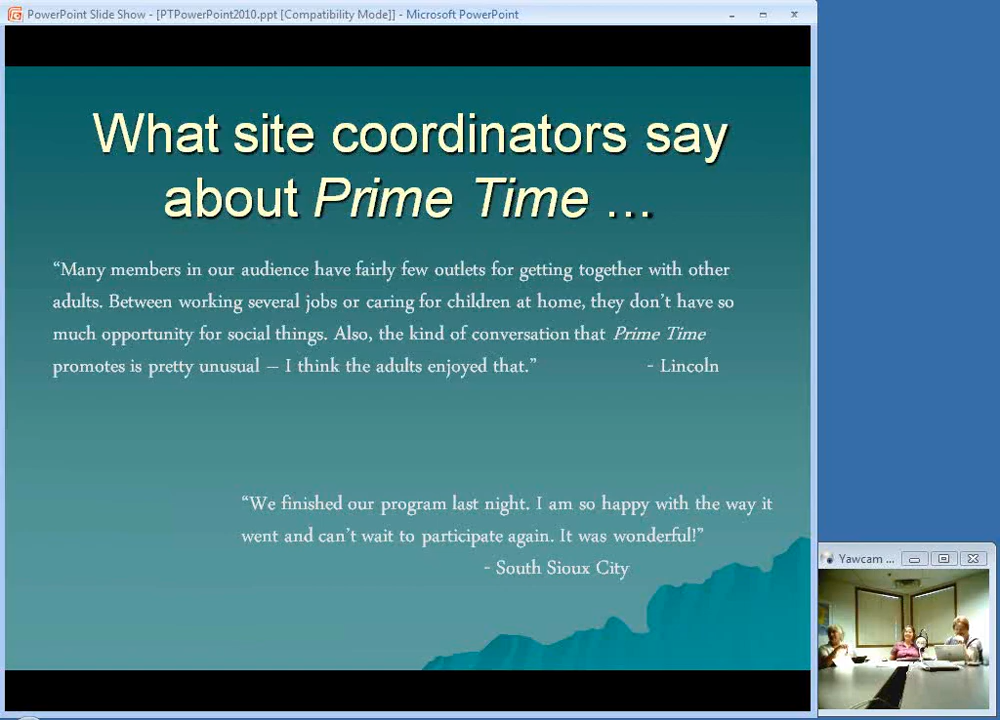 PowerPoint Slide Show - [PTPowerPoint2010.ppt [Compatibility Mode]] - Microsoft PowerPoint
What site coordinators say
about Prime Time ...
“Many members in our audience have fairly few outlets for getting together with other
adults. Between working several jobs or caring for children at home, they don’t have so
much opportunity for social things. Also, the kind of conversation that Prime Time
promotes is pretty unusual – I think the adults enjoyed that.” - Lincoln
“We finished our program last night. I am so happy with the way it
went and can’t wait to participate again. It was wonderful!”
- South Sioux City
Yawcam ...